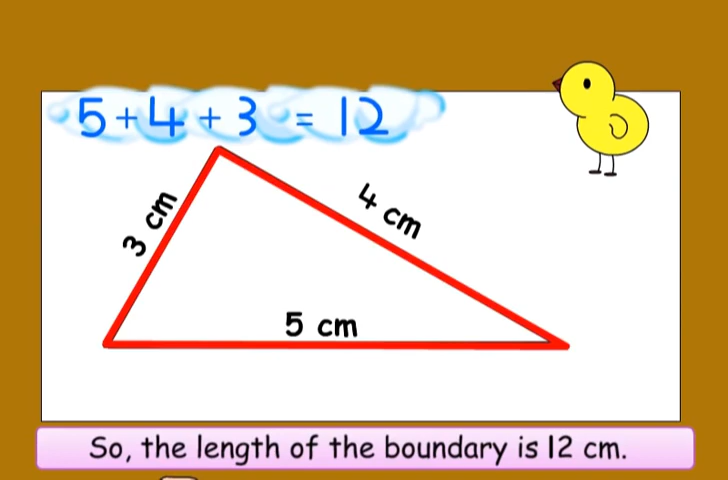 5+4+3=12
3 cm
4 cm
5 cm
So, the length of the boundary is 12 cm.